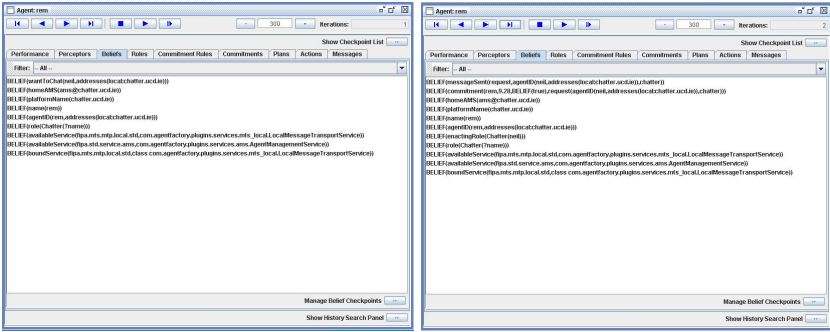 Agent: rem
- 300 - Iterations: 1
Show Checkpoint List
Performance Perceptors Beliefs Roles Commitment Rules Commitments Plans Actions Messages
Filter: -- All --
BELIEF(wantToChat(neil,addresses(local:chatter.ucd.ie)))
BELIEF(homeAMS(ams@chatter.ucd.ie))
BELIEF(platformName(chatter.ucd.ie))
BELIEF(name(rem))
BELIEF(agentID(rem,addresses(local:chatter.ucd.ie)))
BELIEF(role(Chatter(?name)))
BELIEF(availableService(fipa.mts.mtp.local.std,com.agentfactory.plugins.services.mts_local.LocalMessageTransportService))
BELIEF(availableService(fipa.std.service.ams,com.agentfactory.plugins.services.ams.AgentManagementService))
BELIEF(boundService(fipa.mts.mtp.local.std,class com.agentfactory.plugins.services.mts_local.LocalMessageTransportService))
Manage Belief Checkpoints
Show History Search Panel
Agent: rem
- 300 - Iterations: 2
Show Checkpoint List
Performance Perceptors Beliefs Roles Commitment Rules Commitments Plans Actions Messages
Filter: -- All --
BELIEF(messageSent(request,agentID(neil,addresses(local:chatter.ucd.ie)),chatter))
BELIEF(commitment(rem,9.28,BELIEF(true),request(agentID(neil,addresses(local:chatter.ucd.ie)),chatter)))
BELIEF(homeAMS(ams@chatter.ucd.ie))
BELIEF(platformName(chatter.ucd.ie))
BELIEF(name(rem))
BELIEF(agentID(rem,addresses(local:chatter.ucd.ie)))
BELIEF(enactingRole(Chatter(neil)))
BELIEF(role(Chatter(?name)))
BELIEF(availableService(fipa.mts.mtp.local.std,com.agentfactory.plugins.services.mts_local.LocalMessageTransportService))
BELIEF(availableService(fipa.std.service.ams,com.agentfactory.plugins.services.ams.AgentManagementService))
BELIEF(boundService(fipa.mts.mtp.local.std,class com.agentfactory.plugins.services.mts_local.LocalMessageTransportService))
Manage Belief Checkpoints
Show History Search Panel